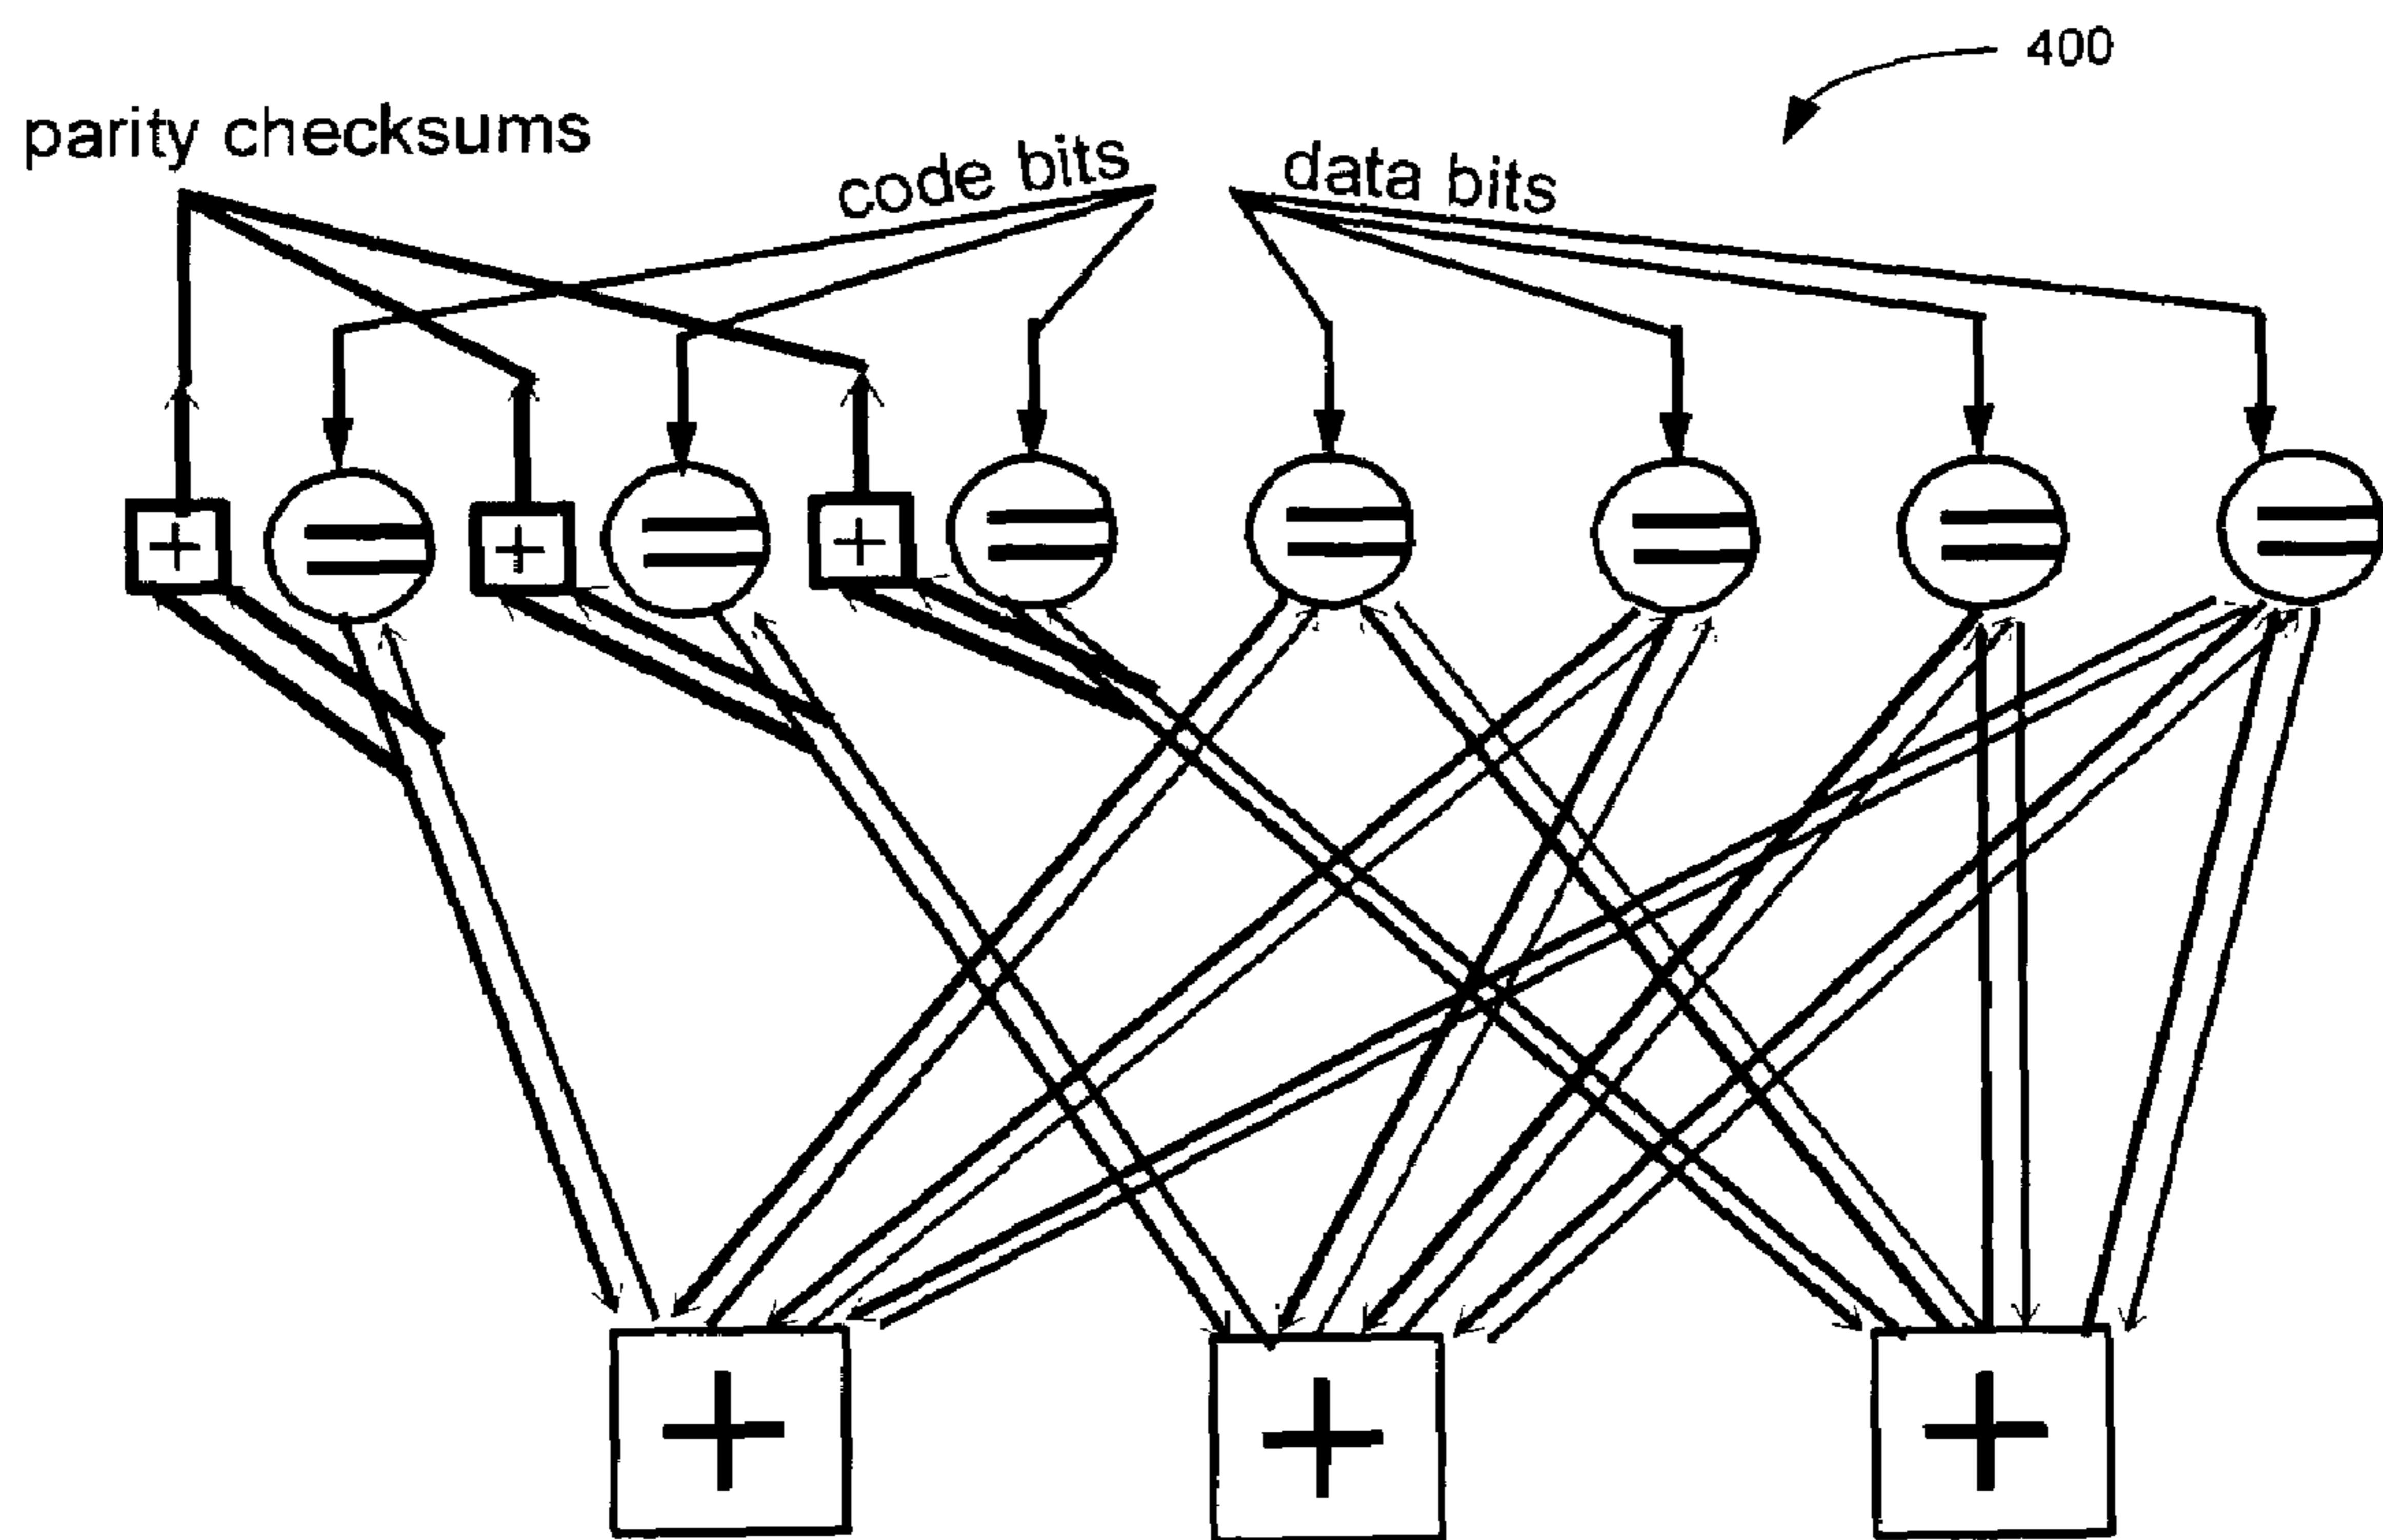 400
parity checksums
code bits
data bits
+ = + = + = = = = =
+ + +